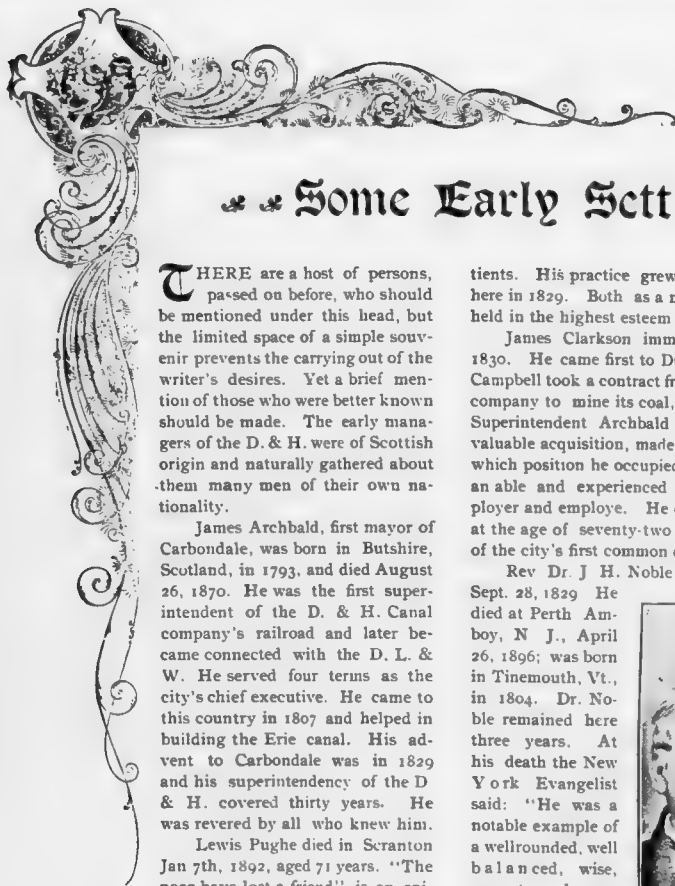 Some Early Sett
THERE are a host of persons,
passed on before, who should
be mentioned under this head, but
the limited space of a simple souv-
enir prevents the carrying out of the
writer's desires. Yet a brief men-
tion of those who were better known
should be made. The early mana-
gers of the D. & H. were of Scottish
origin and naturally gathered about
them many men of their own na-
tionality.
James Archbald, first mayor of
Carbondale, was born in Butshire,
Scotland, in 1793, and died August
26, 1870. He was the first super-
intendent of the D. & H. Canal
company's railroad and later be-
came connected with the D. L. &
W. He served four terms as the
city's chief executive. He came to
this country in 1807 and helped in
building the Erie canal. His ad-
vent to Carbondale was in 1829
and his superintendency of the D
& H. covered thirty years. He
was revered by all who knew him.
Lewis Pughe died in Scranton
Jan 7th, 1892, aged 71 years. "The
tients. His practice grew
here in 1829. Both as a
held in the highest esteem
James Clarkson imm
1830. He came first to D
Campbell took a contract fr
company to mine its coal,
Superintendent Archbald
valuable acquisition, made
which position he occupied
an able and experienced
ployer and employe. He
at the age of seventy-two
of the city's first common
Rev Dr. J H. Noble
Sept. 28, 1829 He
died at Perth Am-
boy, N J., April
26, 1896; was born
in Tinemouth, Vt.,
in 1804. Dr. No-
ble remained here
three years. At
his death the New
York Evangelist
said: "He was a
notable example of
a wellrounded, well
balanced, wise,